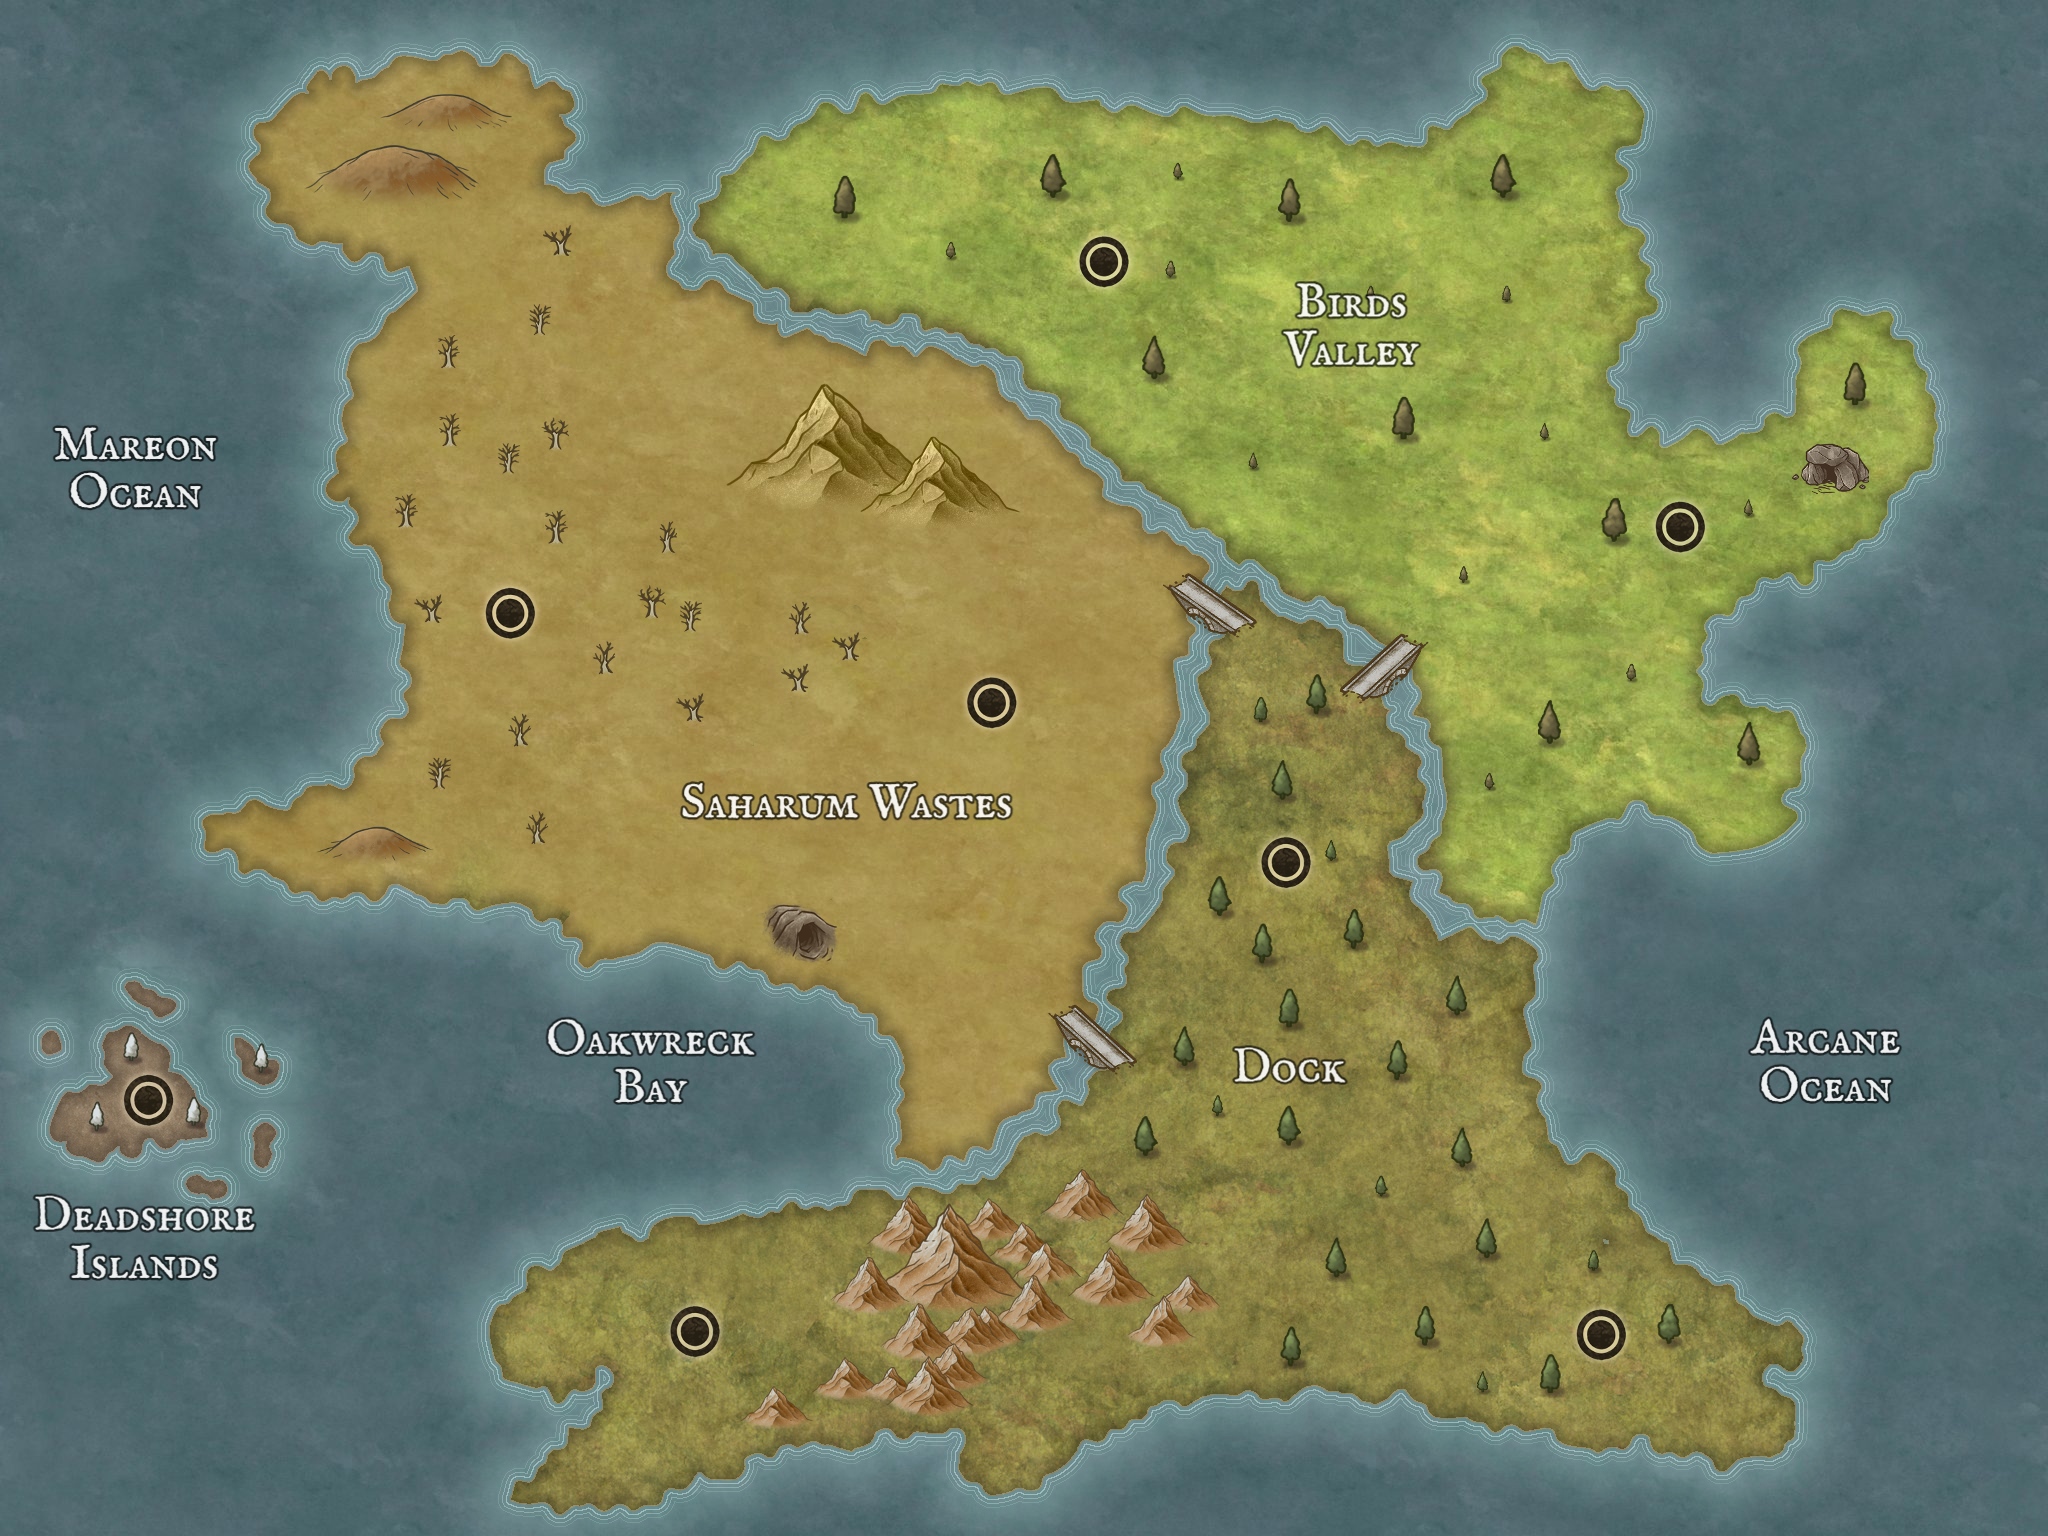 Birds
Valley
Mareon
Ocean
Saharum Wastes
Oakwreck
Bay
Dock
Arcane
Ocean
Deadshore
Islands